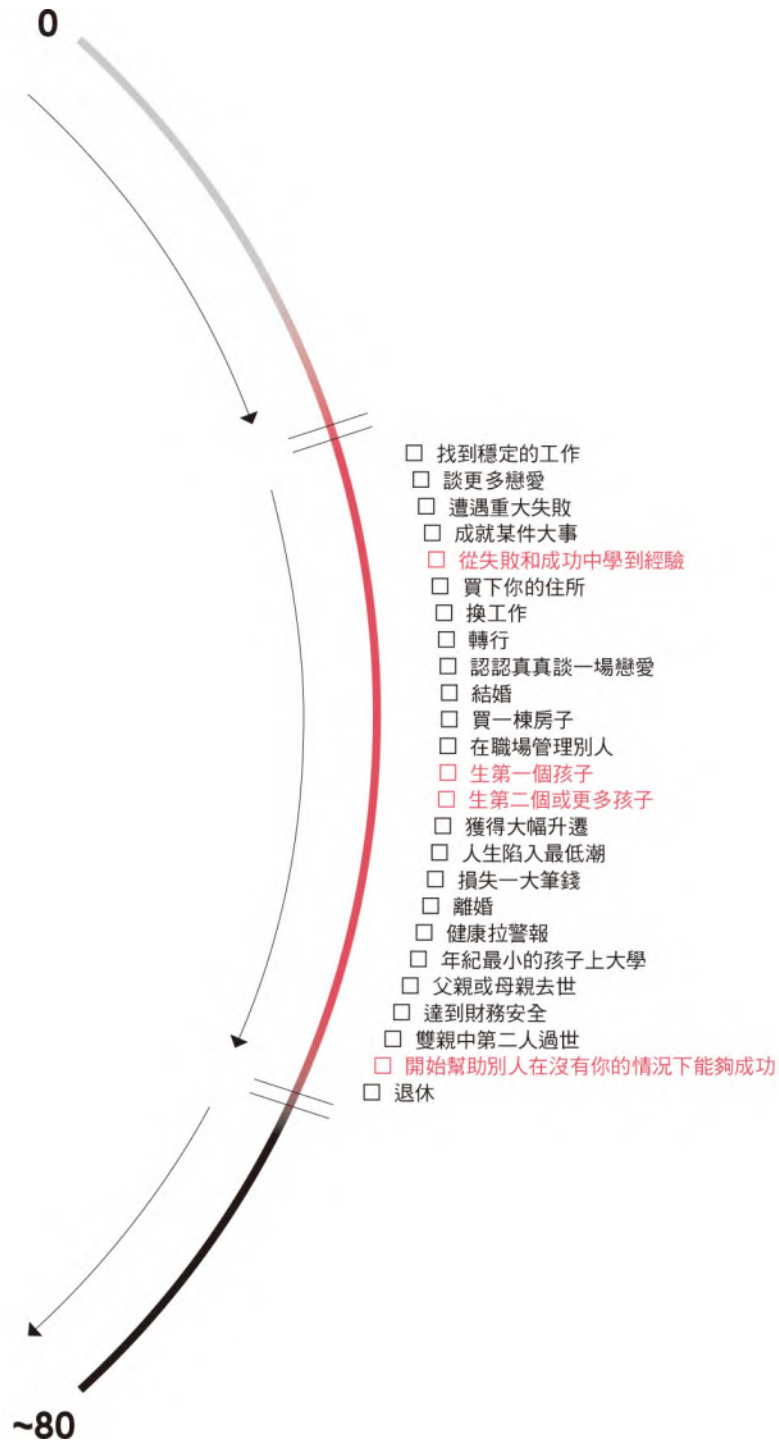 0
☐ 找到穩定的工作
☐ 談更多戀愛
☐ 遭遇重大失敗
☐ 成就某件大事
☐ 從失敗和成功中學到經驗
☐ 買下你的住所
☐ 換工作
☐ 轉行
☐ 認認真真談一場戀愛
☐ 結婚
☐ 買一棟房子
☐ 在職場管理別人
☐ 生第一個孩子
☐ 生第二個或更多孩子
☐ 獲得大幅升遷
☐ 人生陷入最低潮
☐ 損失一大筆錢
☐ 離婚
☐ 健康拉警報
☐ 年紀最小的孩子上大學
☐ 父親或母親去世
☐ 達到財務安全
☐ 雙親中第二人過世
☐ 開始幫助別人在沒有你的情況下能夠成功
☐ 退休
~80